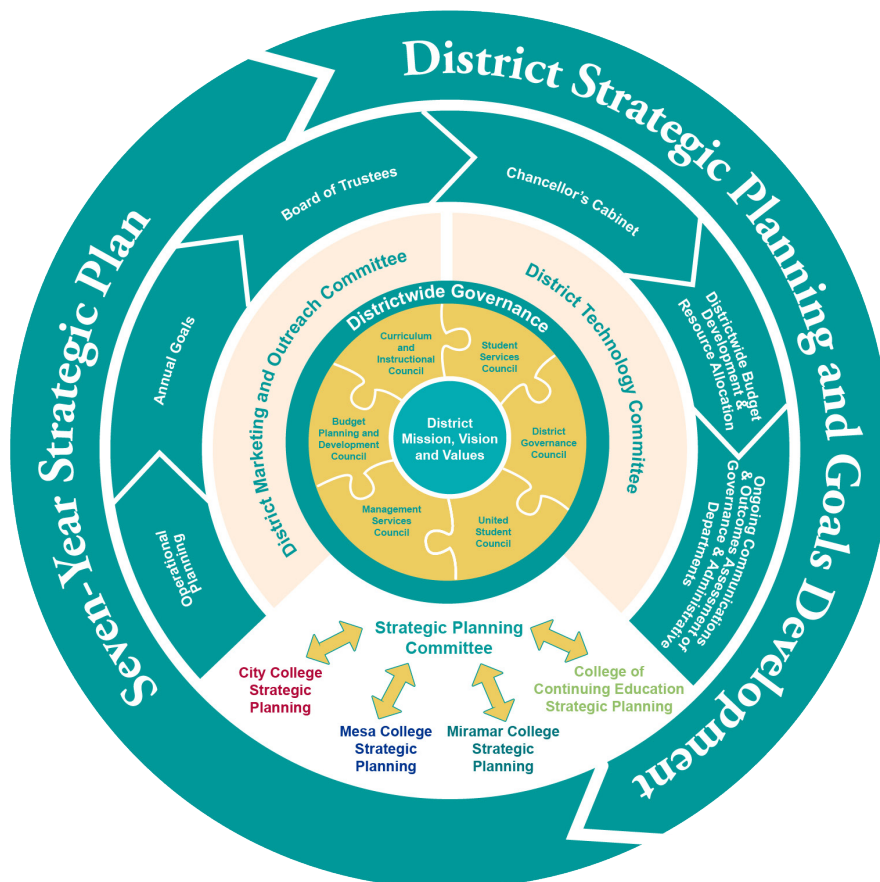 District Strategic Planning and Goals Development
Seven-Year Strategic Plan
Board of Trustees
Chancellor's Cabinet
Annual Goals
Operational
Planning
Districtwide Budget
Development &
Resource Allocation
Ongoing Communications
& Outcomes Assessment of
Governance & Administrative
Departments
District Marketing and Outreach Committee
District Technology Committee
Districtwide Governance
Curriculum
and
Instructional
Council
Student
Services
Council
Budget
Planning and
Development
Council
District
Mission, Vision
and Values
District
Governance
Council
Management
Services
Council
United
Student
Council
Strategic Planning
Committee
City College
Strategic
Planning
Mesa College
Strategic
Planning
Miramar College
Strategic
Planning
College of
Continuing Education
Strategic Planning